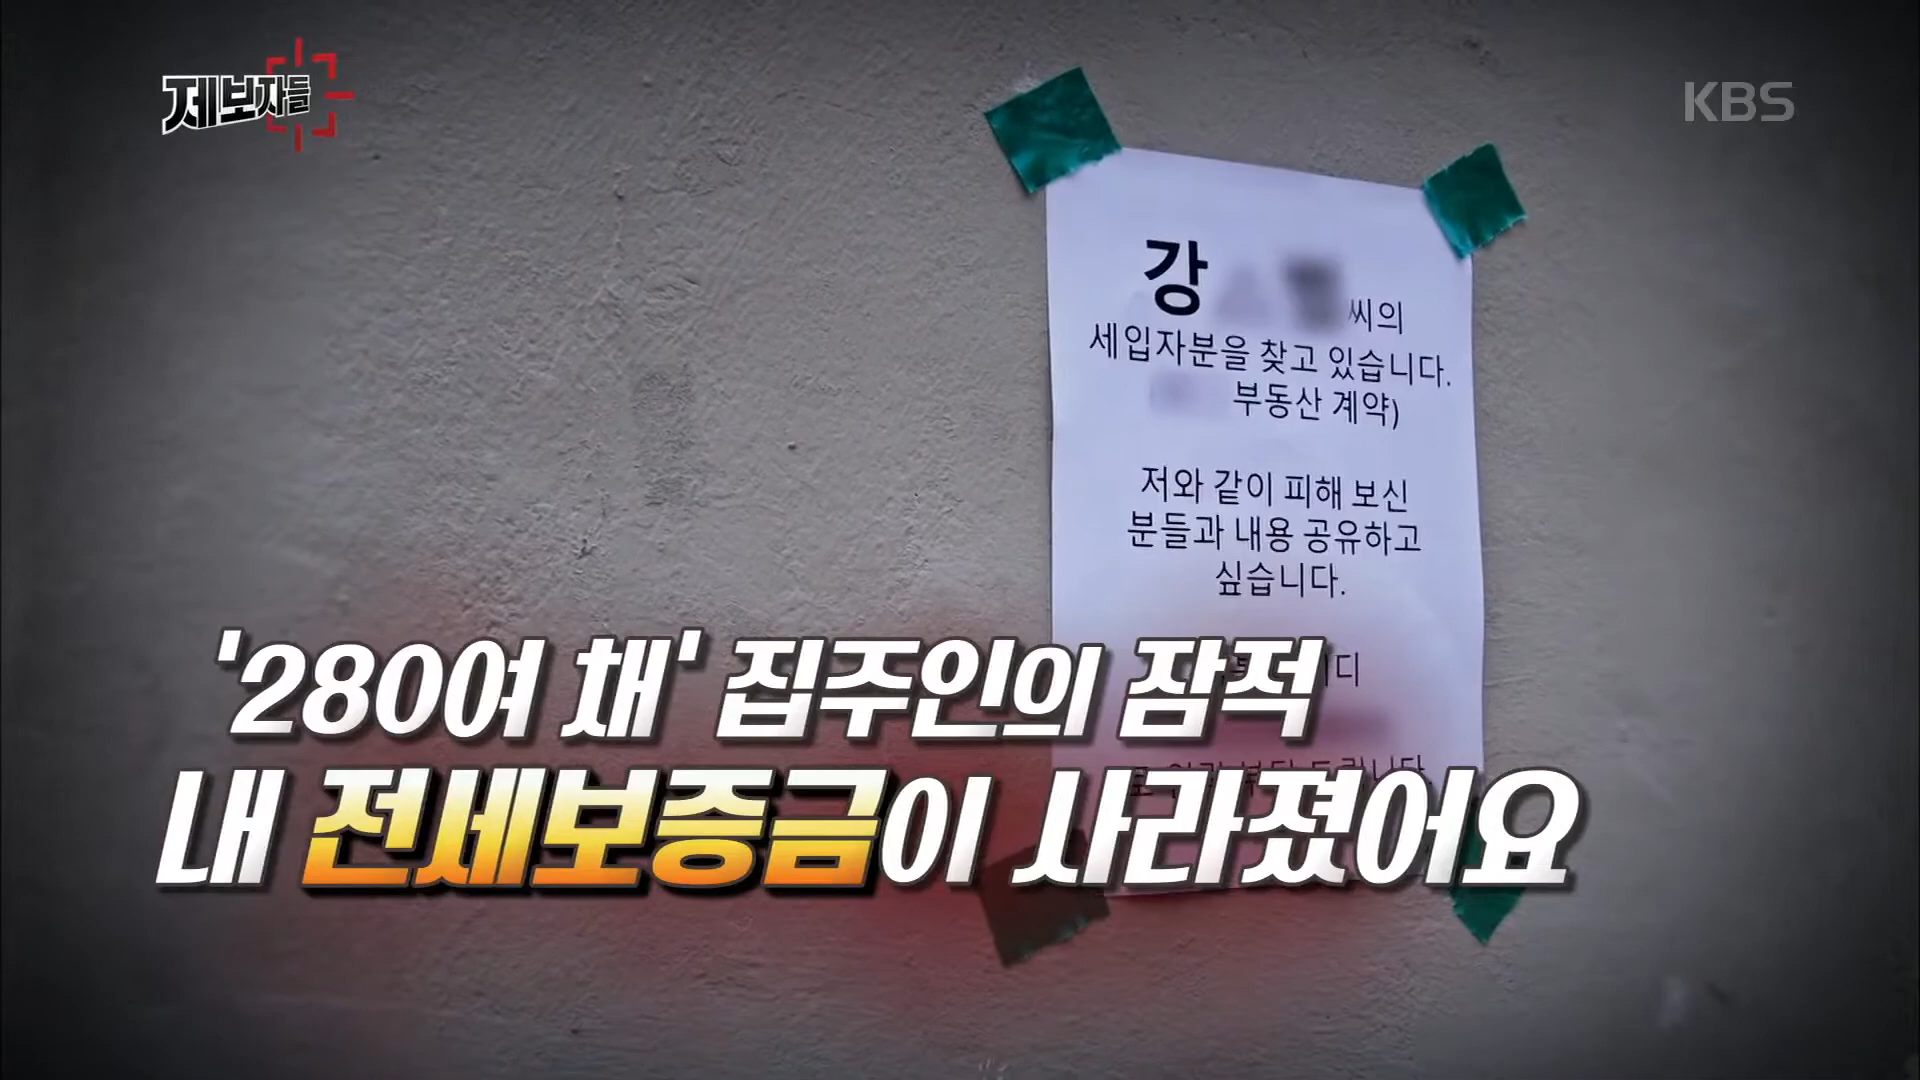 제보자들
KBS
강
씨의
세입자분을 찾고 있습니다.
부동산 계약)
저와 같이 피해 보신
분들과 내용 공유하고
싶습니다.
'280여 채' 집주인의 잠적
내 전세보증금이 사라졌어요